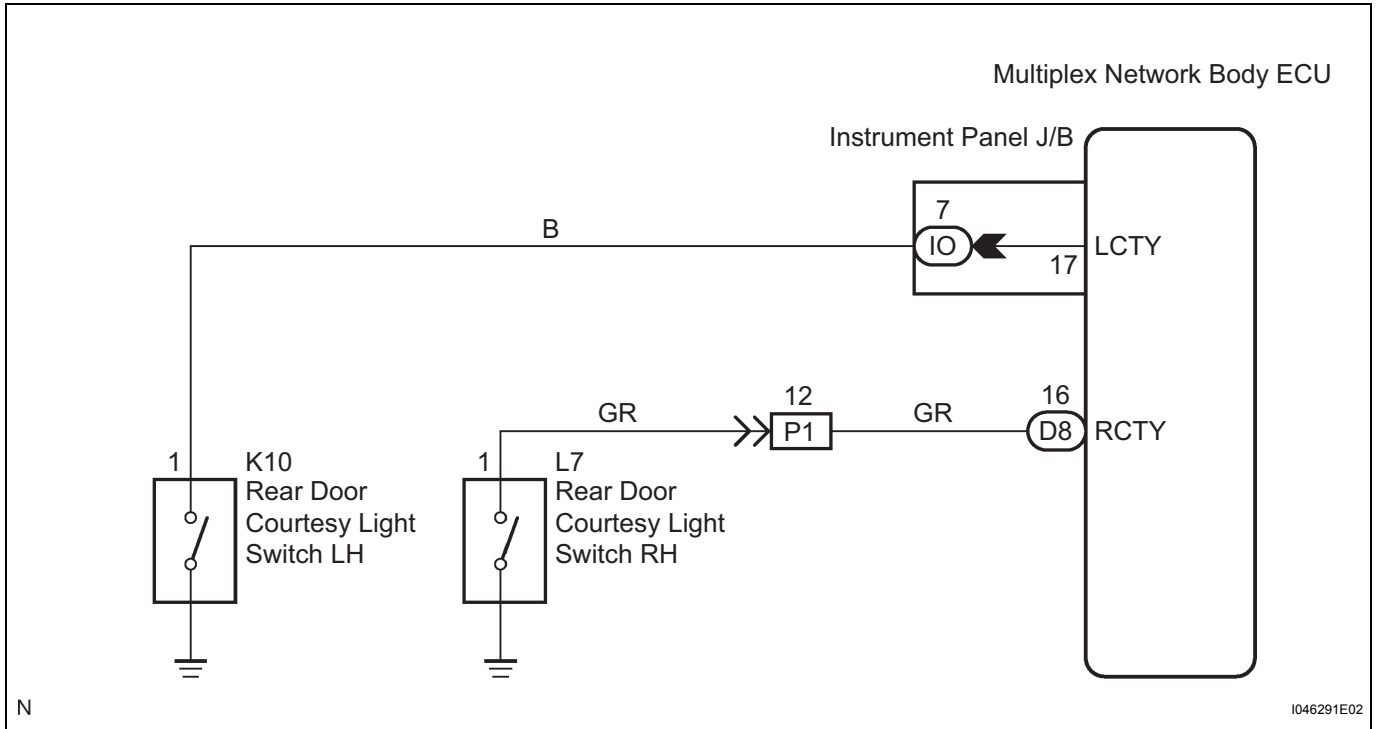 Multiplex Network Body ECU
Instrument Panel J/B
7
B
IO
17
LCTY
12
16
GR
GR
P1
D8
RCTY
1
K10
Rear Door
Courtesy Light
Switch LH
1
L7
Rear Door
Courtesy Light
Switch RH
N
I046291E02